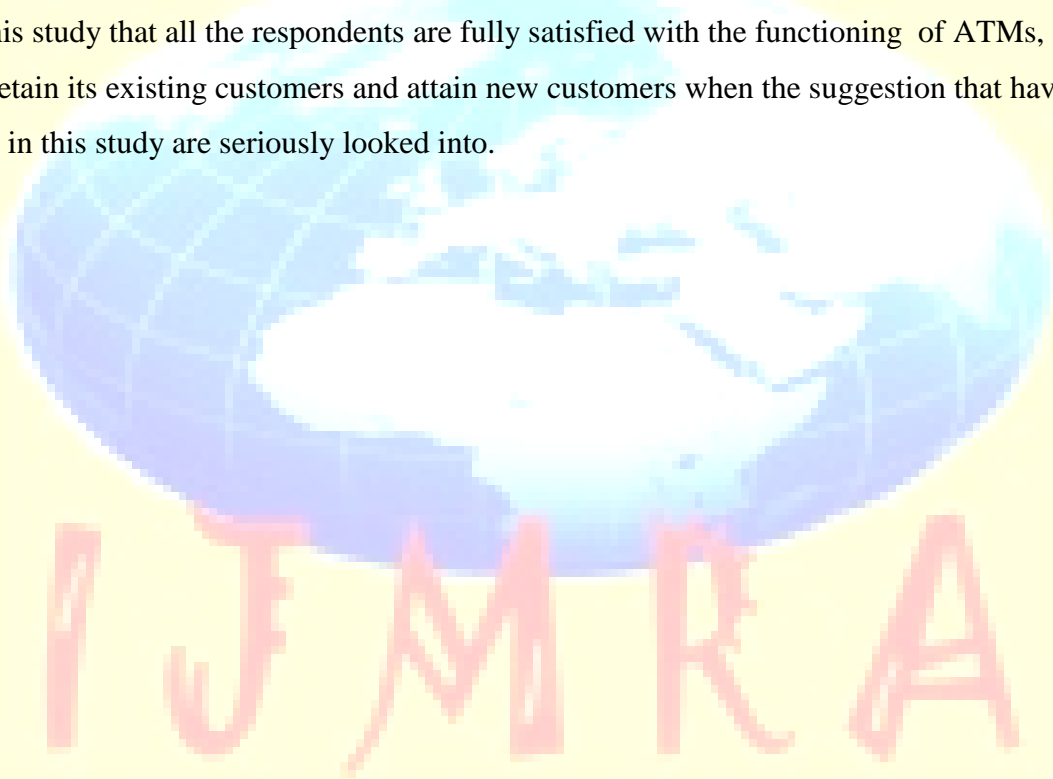 is study that all the respondents are fully satisfied with the functioning of ATMs,
etain its existing customers and attain new customers when the suggestion that hav
in this study are seriously looked into.
IJMRA